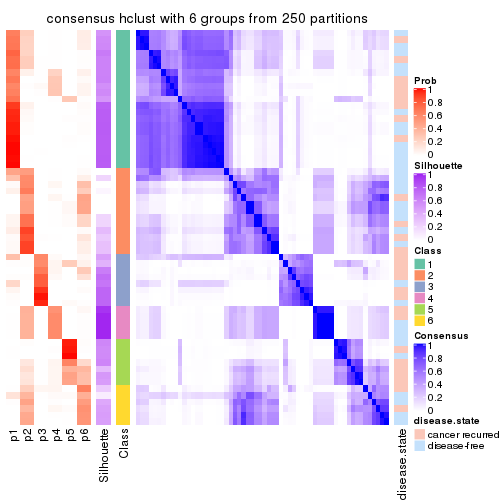 consensus hclust with 6 groups from 250 partitions
Prob
1
0.8
0.6
0.4
0.2
0
Silhouette
1
0.8
0.6
0.4
0.2
0
Class
1
2
3
4
5
6
Consensus
1
0.8
0.6
0.4
0.2
0
disease.state
cancer recurred
disease-free
p1
p2
p3
p4
p5
p6
Silhouette
Class
disease.state